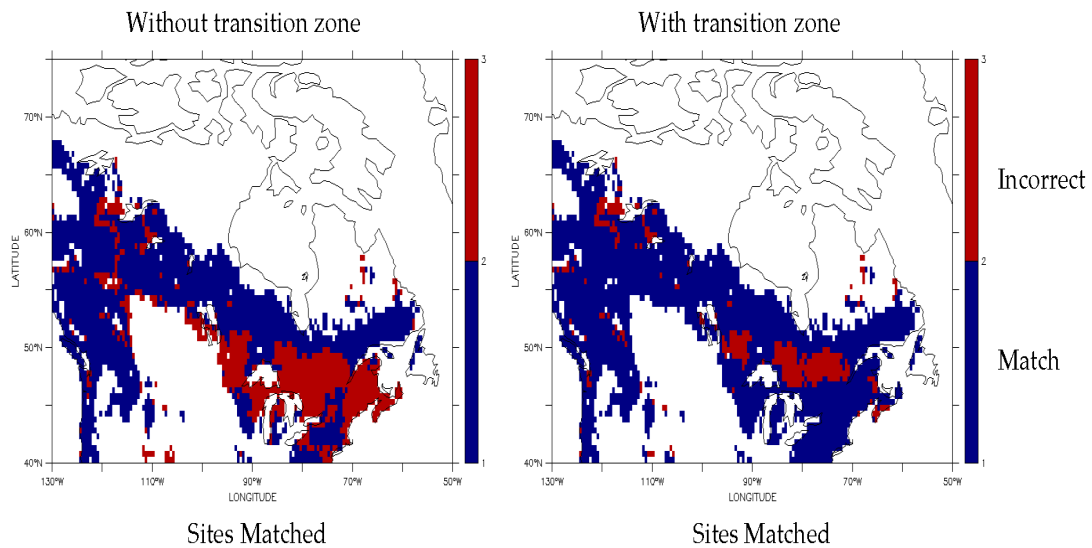 Without transition zone
With transition zone
70°N
60°N
50°N
40°N
LATITUDE
130°W 110°W 90°W 70°W 50°W
LONGITUDE
3
2
1
70°N
60°N
50°N
40°N
LATITUDE
130°W 110°W 90°W 70°W 50°W
LONGITUDE
3
2
1
Incorrect
Match
Sites Matched
Sites Matched